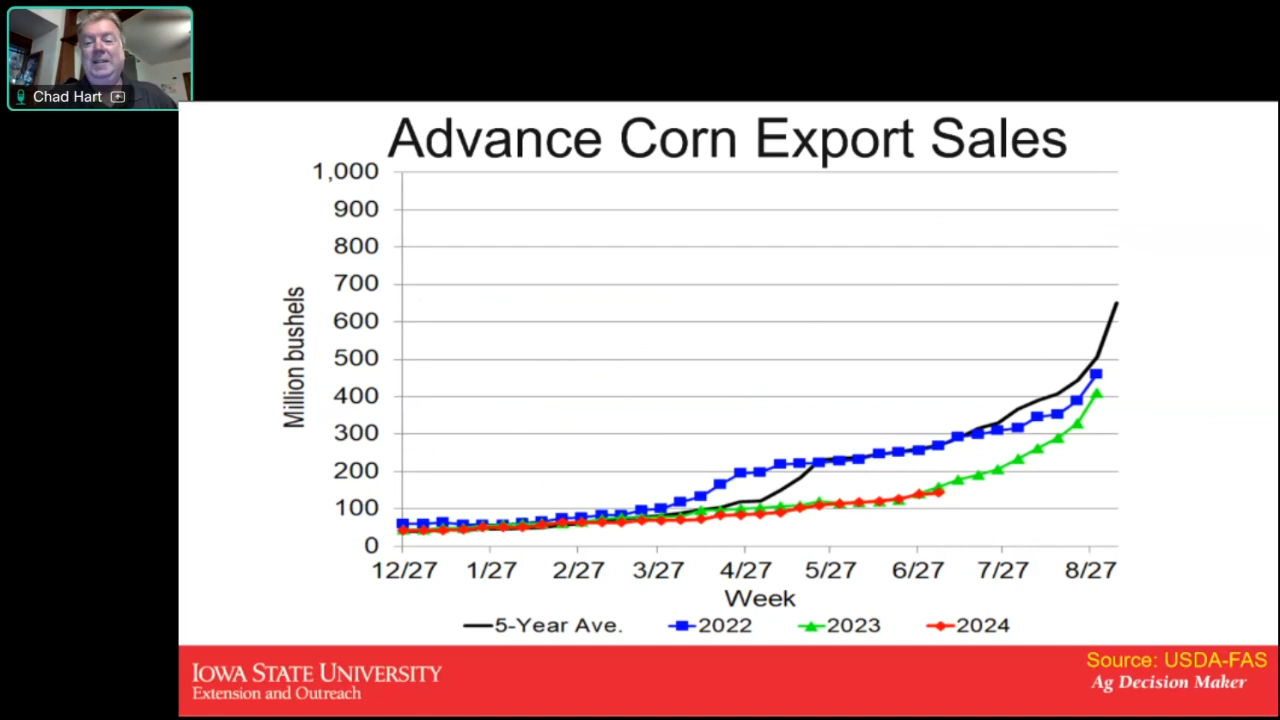 Chad Hart
Advance Corn Export Sales
1,000
900
800
700
600
500
400
300
200
100
0
Million bushels
12/27 1/27 2/27 3/27 4/27 5/27 6/27 7/27 8/27
Week
5-Year Ave. 2022 2023 2024
IOWA STATE UNIVERSITY
Extension and Outreach
Source: USDA-FAS
Ag Decision Maker